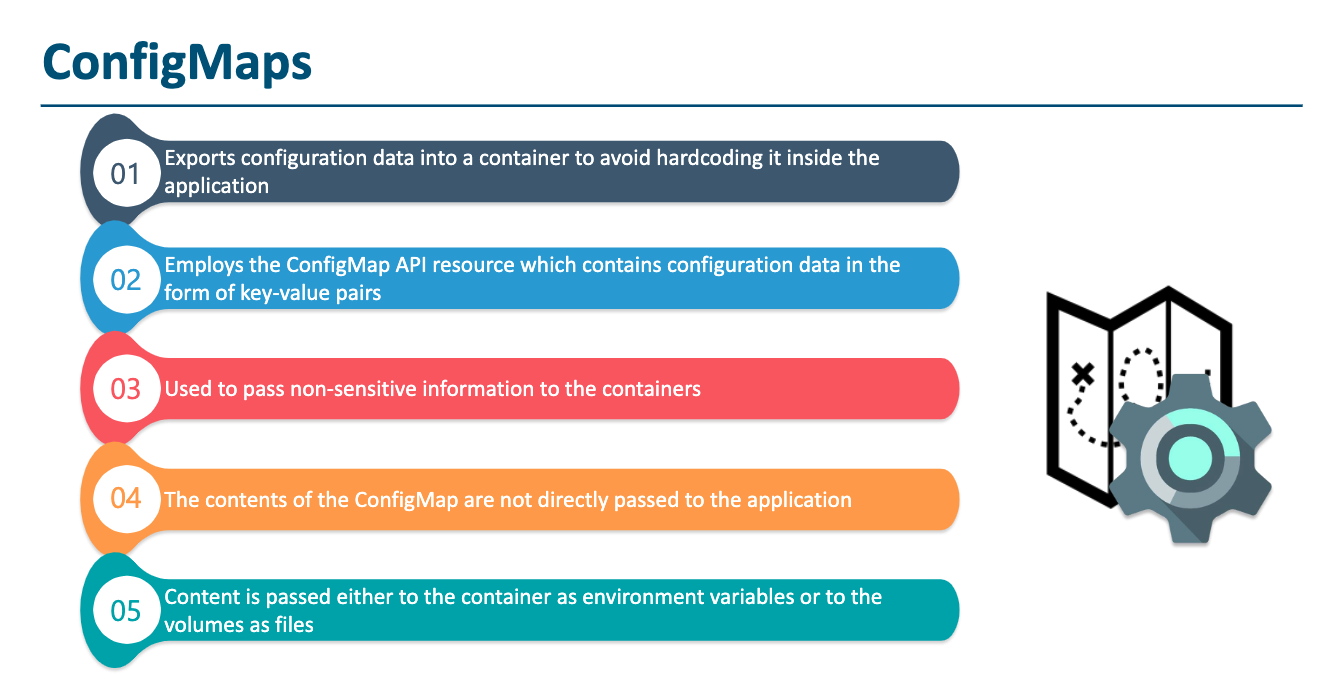 ConfigMaps
01
Exports configuration data into a container to avoid hardcoding it inside the
application
02
Employs the ConfigMap API resource which contains configuration data in the
form of key-value pairs
03
Used to pass non-sensitive information to the containers
04
The contents of the ConfigMap are not directly passed to the application
05
Content is passed either to the container as environment variables or to the
volumes as files